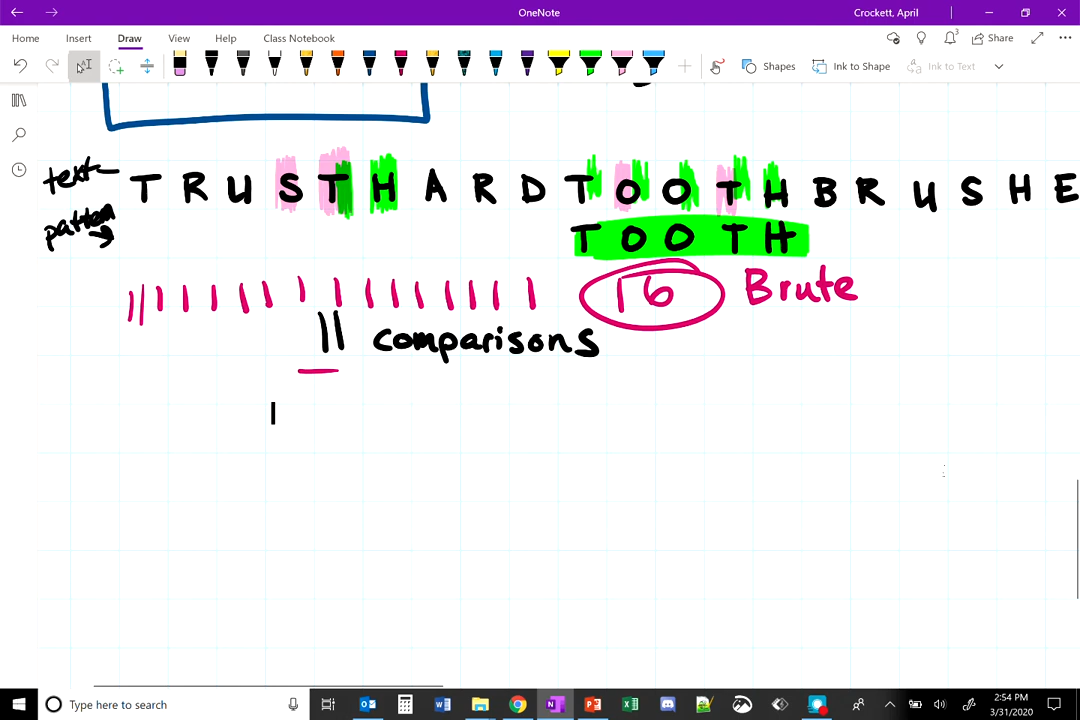 OneNote
Crockett, April
Home Insert Draw View Help Class Notebook
3 Share
Shapes Ink to Shape Ink to Text
text T R U S T H A R D T O O T H B R U S H E
pattern → T O O T H
16 Brute
11 comparisons
Type here to search
2:54 PM
3/31/2020